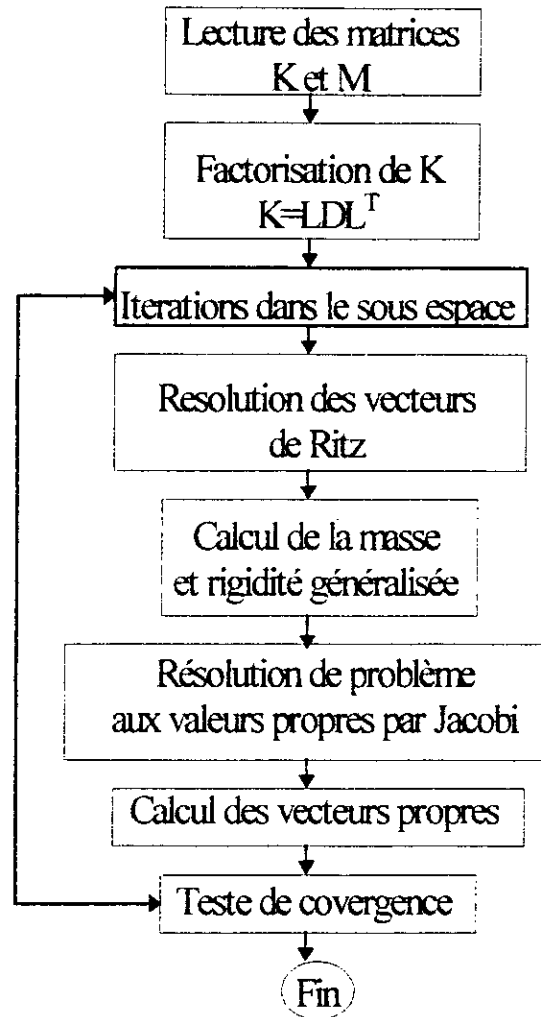 Lecture des matrices
K et M
Factorisation de K
K=LDL^T
Iterations dans le sous espace
Resolution des vecteurs
de Ritz
Calcul de la masse
et rigidité généralisée
Résolution de problème
aux valeurs propres par Jacobi
Calcul des vecteurs propres
Teste de covergence
Fin